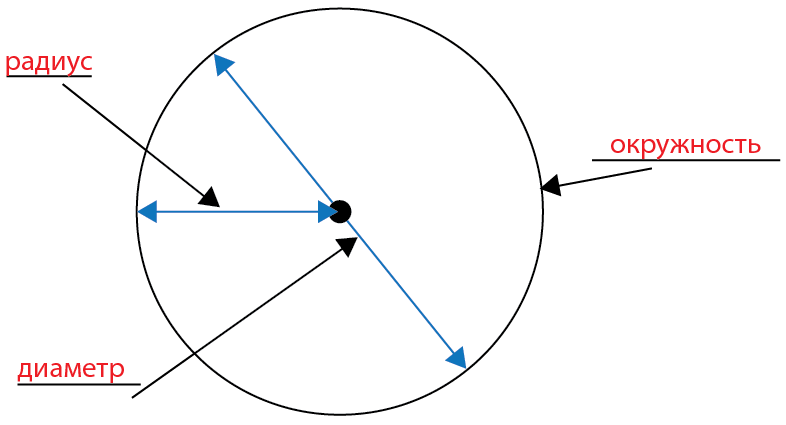 радиус
окружность
диаметр